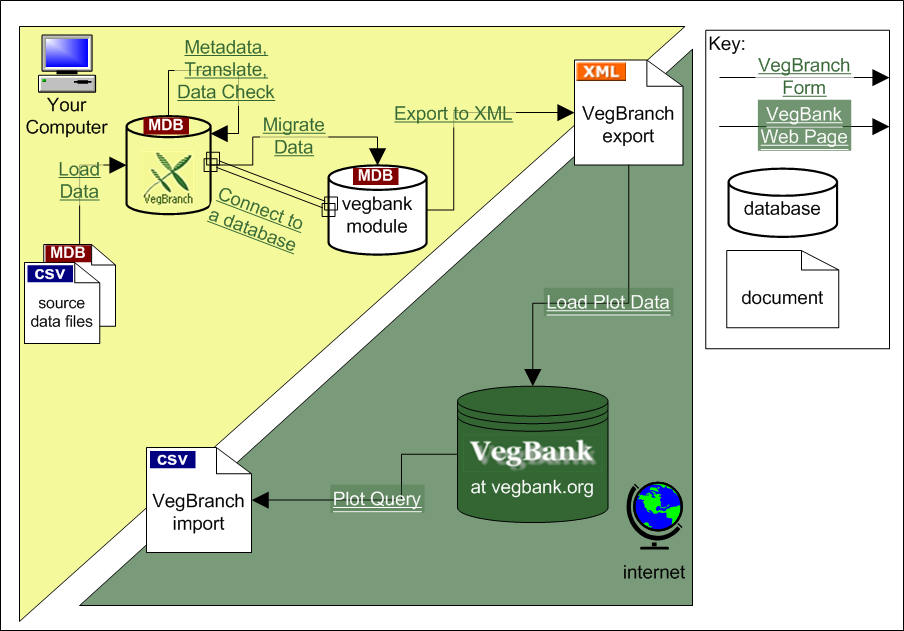 Your
Computer
Metadata,
Translate,
Data Check
MDB
VegBranch
Load
Data
Migrate
Data
MDB
vegbank
module
Connect to
a database
Export to XML
XML
VegBranch
export
MDB
CSV
source
data files
Load Plot Data
VegBank
at vegbank.org
Plot Query
CSV
VegBranch
import
internet
Key:
VegBranch
Form
VegBank
Web Page
database
document